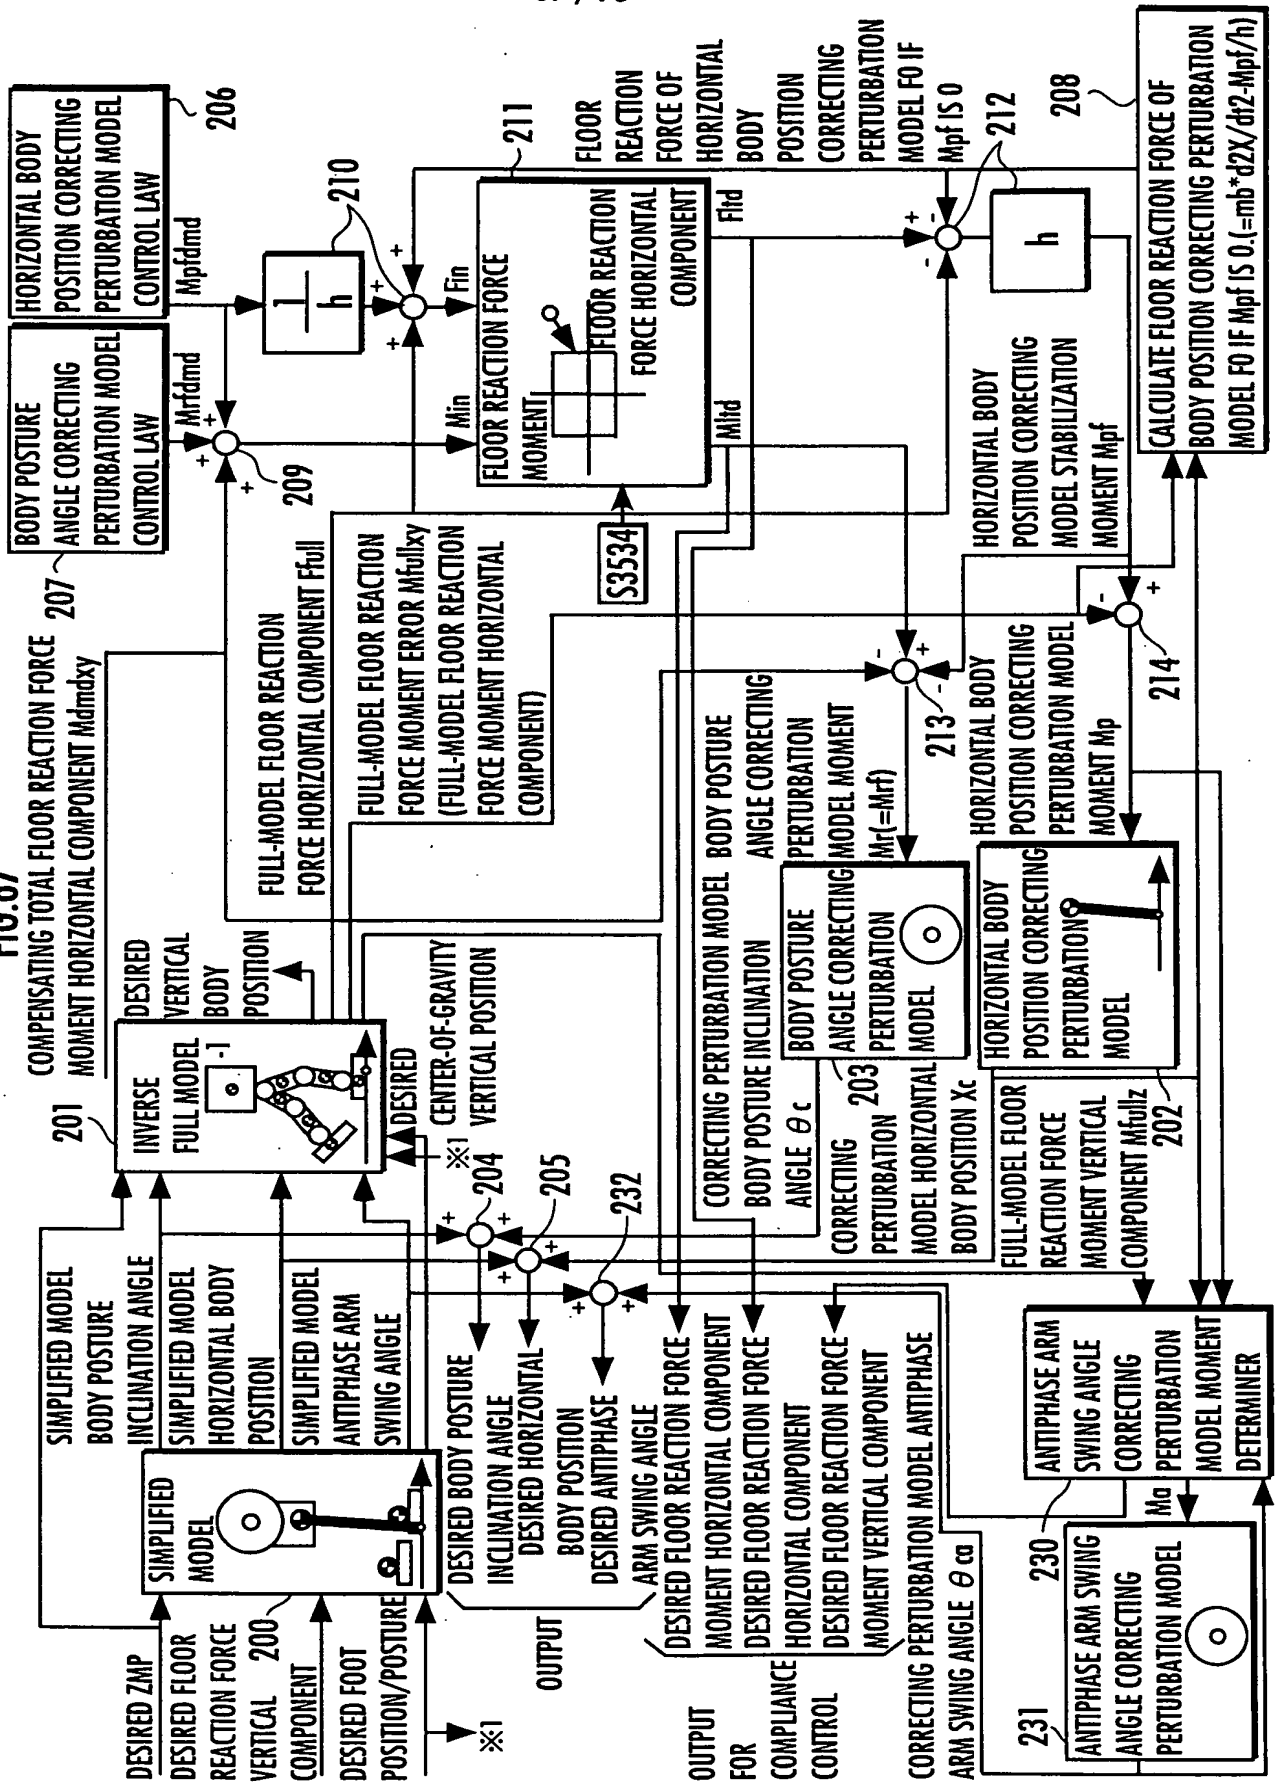 FIG.67
COMPENSATING TOTAL FLOOR REACTION FORCE
MOMENT HORIZONTAL COMPONENT Mdmdxy
207
BODY POSTURE
ANGLE CORRECTING
PERTURBATION MODEL
CONTROL LAW
Mrfdmd
HORIZONTAL BODY
POSITION CORRECTING
PERTURBATION MODEL
CONTROL LAW
Mpfdmd
206
201
INVERSE
FULL MODEL
-1
DESIRED
VERTICAL
BODY
POSITION
FULL-MODEL FLOOR REACTION
FORCE HORIZONTAL COMPONENT Ffull
+
+
+
209
1
h
210
+
+
+
Min
Fin
SIMPLIFIED MODEL
BODY POSTURE
INCLINATION ANGLE
SIMPLIFIED MODEL
HORIZONTAL BODY
POSITION
SIMPLIFIED MODEL
ANTIPHASE ARM
SWING ANGLE
FULL-MODEL FLOOR REACTION
FORCE MOMENT ERROR Mfullxy
(FULL-MODEL FLOOR REACTION
FORCE MOMENT HORIZONTAL
COMPONENT)
FLOOR REACTION FORCE
MOMENT
FLOOR REACTION
FORCE HORIZONTAL
COMPONENT
211
S3534
Mltd
Fltd
FLOOR
REACTION
FORCE OF
HORIZONTAL
BODY
POSITION
CORRECTING
PERTURBATION
MODEL F0 IF
Mpf IS 0
DESIRED ZMP
DESIRED FLOOR
REACTION FORCE
VERTICAL
COMPONENT
DESIRED FOOT
POSITION/POSTURE
※1
200
SIMPLIFIED
MODEL
※1
DESIRED
CENTER-OF-GRAVITY
VERTICAL POSITION
+
+
204
+
+
205
+
+
232
OUTPUT
DESIRED BODY POSTURE
INCLINATION ANGLE
DESIRED HORIZONTAL
BODY POSITION
DESIRED ANTIPHASE
ARM SWING ANGLE
CORRECTING PERTURBATION MODEL
BODY POSTURE INCLINATION
ANGLE θc
BODY POSTURE
ANGLE CORRECTING
PERTURBATION
MODEL MOMENT
Mr(=Mrf)
-
+
-
213
HORIZONTAL BODY
POSITION CORRECTING
MODEL STABILIZATION
MOMENT Mpf
+
-
-
212
h
OUTPUT
FOR
COMPLIANCE
CONTROL
DESIRED FLOOR REACTION FORCE
MOMENT HORIZONTAL COMPONENT
DESIRED FLOOR REACTION FORCE
HORIZONTAL COMPONENT
DESIRED FLOOR REACTION FORCE
MOMENT VERTICAL COMPONENT
BODY POSTURE
ANGLE CORRECTING
PERTURBATION
MODEL
203
CORRECTING
PERTURBATION
MODEL HORIZONTAL
BODY POSITION Xc
HORIZONTAL BODY
POSITION CORRECTING
PERTURBATION MODEL
MOMENT Mp
-
+
214
HORIZONTAL BODY
POSITION CORRECTING
PERTURBATION
MODEL
202
FULL-MODEL FLOOR
REACTION FORCE
MOMENT VERTICAL
COMPONENT Mfullz
CORRECTING PERTURBATION MODEL ANTIPHASE
ARM SWING ANGLE θca
230
ANTIPHASE ARM
SWING ANGLE
CORRECTING
PERTURBATION
MODEL MOMENT
DETERMINER
Ma
231
ANTIPHASE ARM SWING
ANGLE CORRECTING
PERTURBATION MODEL
208
CALCULATE FLOOR REACTION FORCE OF
BODY POSITION CORRECTING PERTURBATION
MODEL F0 IF Mpf IS 0.(=mb*d2X/dt2-Mpf/h)